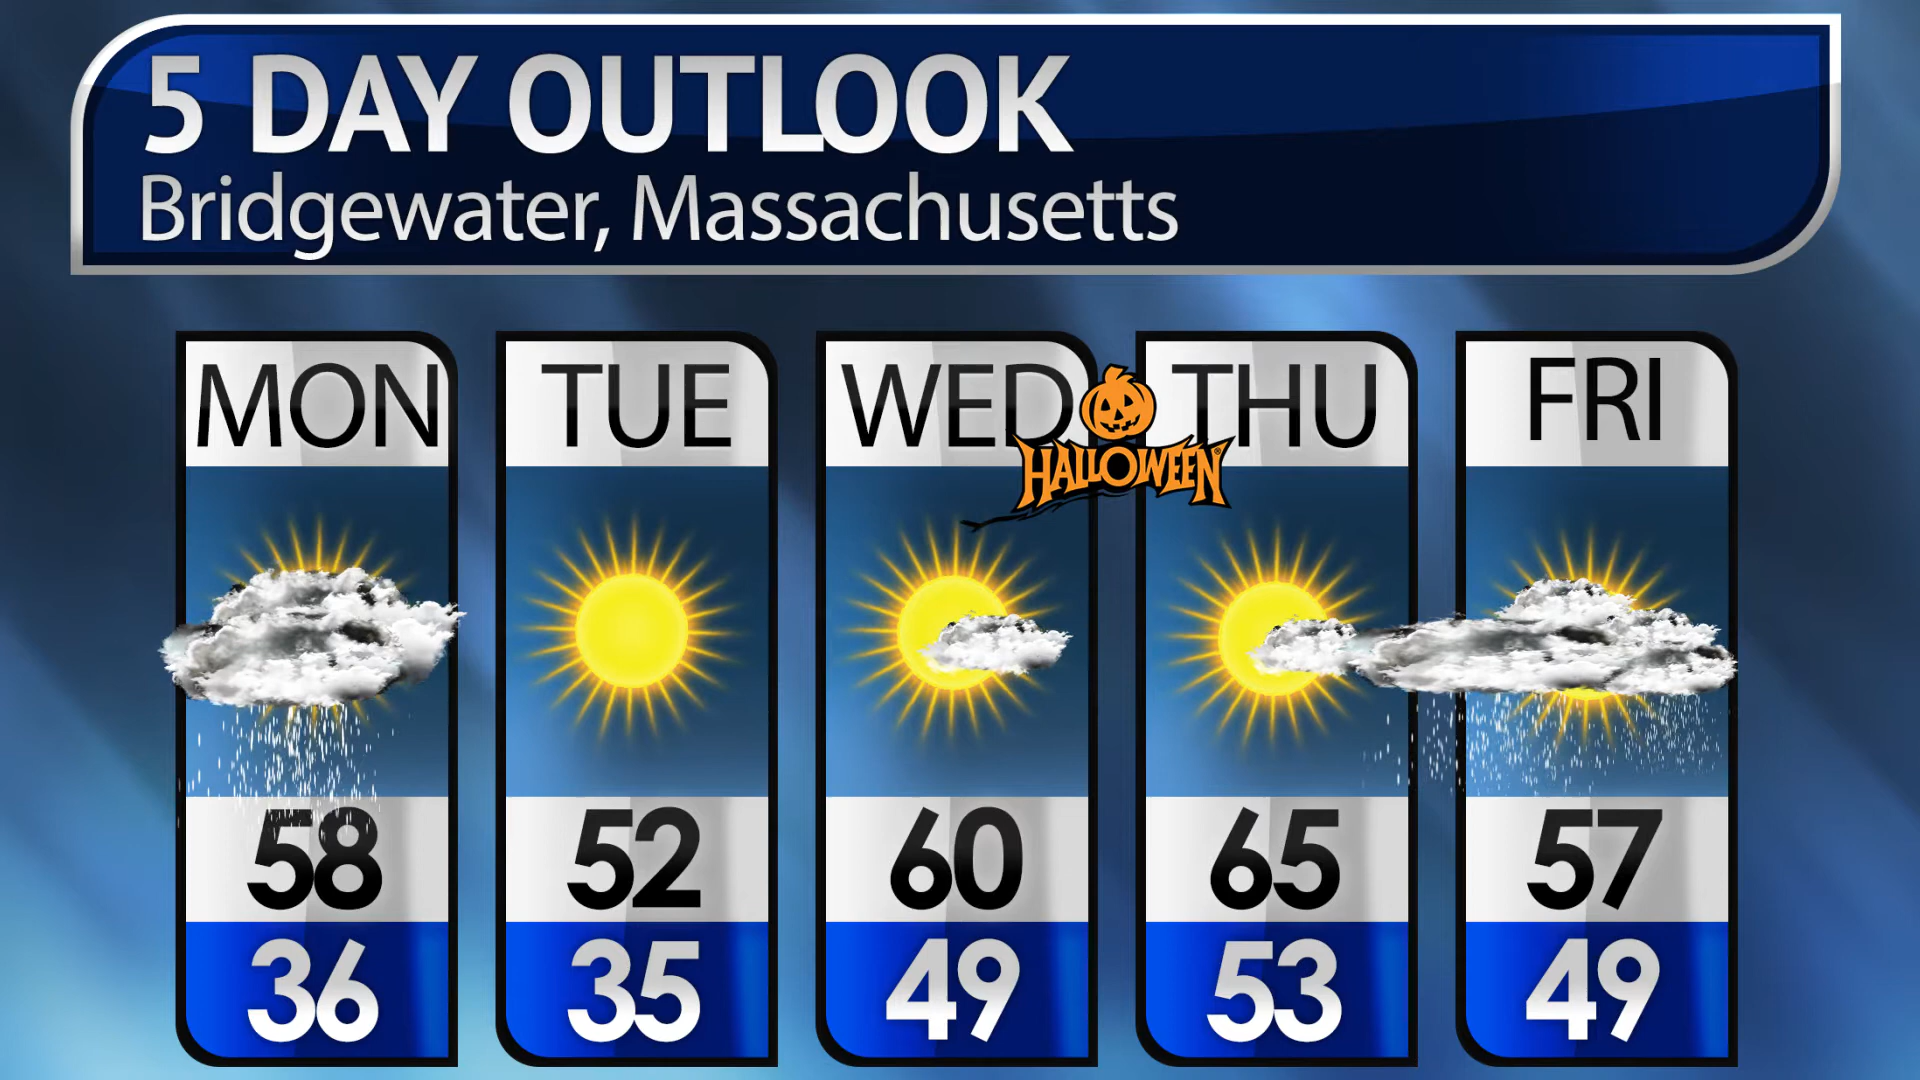 5 DAY OUTLOOK
Bridgewater, Massachusetts
MON TUE WED THU FRI
HALLOWEEN
58 52 60 65 57
36 35 49 53 49